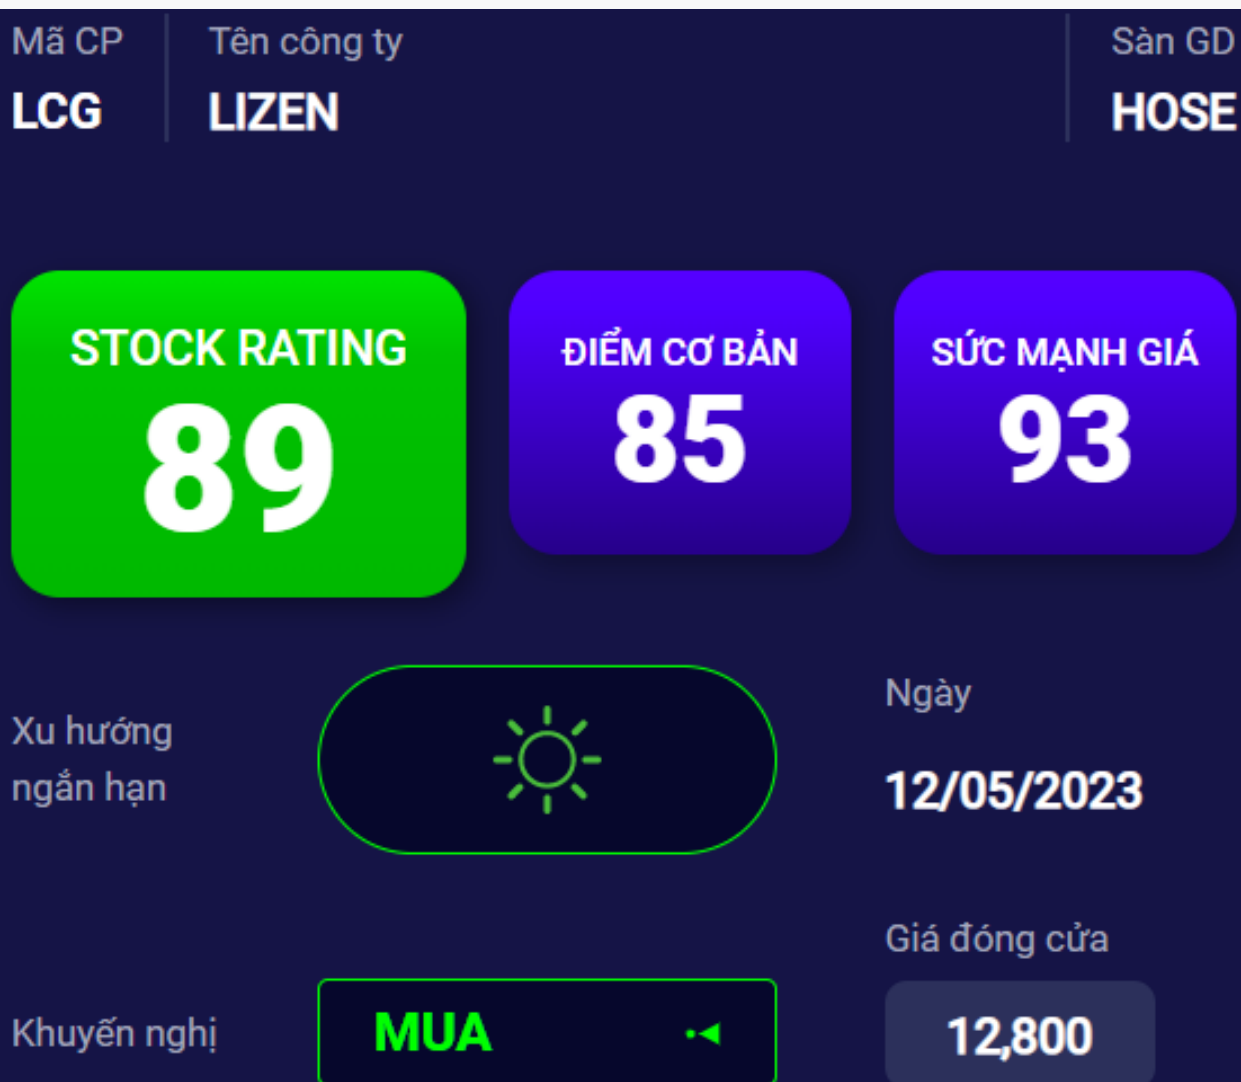 Mã CP
Tên công ty
Sàn GD
LCG
LIZEN
HOSE
STOCK RATING
89
ĐIỂM CƠ BẢN
85
SỨC MẠNH GIÁ
93
Xu hướng
ngắn hạn
Ngày
12/05/2023
Khuyến nghị
MUA
Giá đóng cửa
12,800